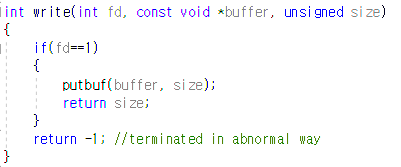 int write(int fd, const void *buffer, unsigned size)
{
if(fd==1)
{
putbuf(buffer, size);
return size;
}
return -1; //terminated in abnormal way
}